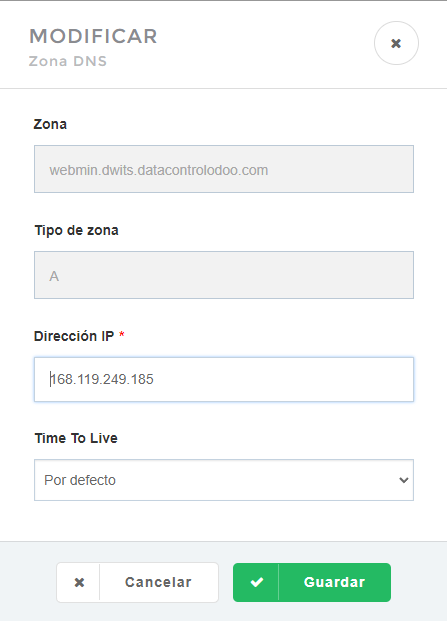 MODIFICAR
Zona DNS
Zona
webmin.dwits.datacontrolodoo.com
Tipo de zona
A
Dirección IP *
168.119.249.185
Time To Live
Por defecto
Cancelar
Guardar